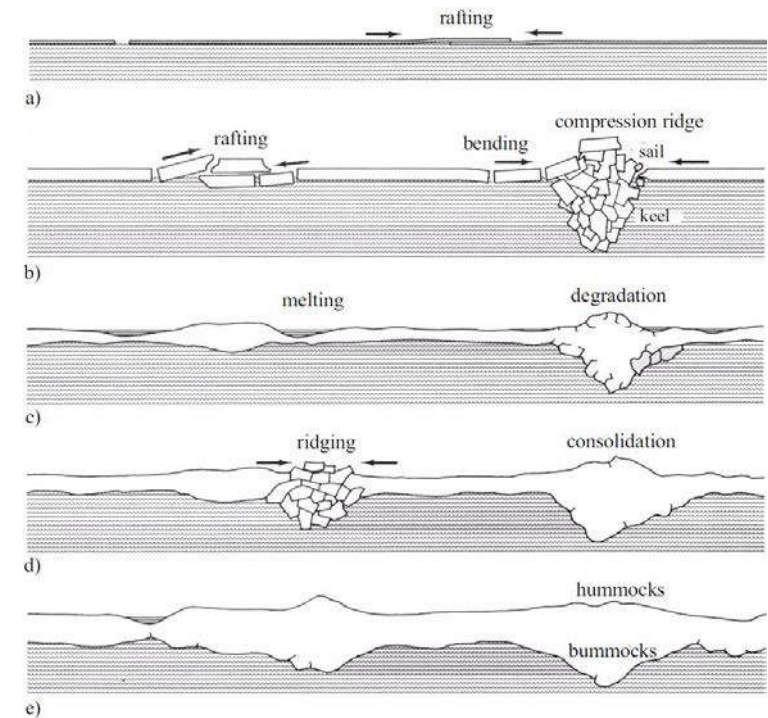 rafting
a)
compression ridge
rafting
bending
sail
keel
b)
melting
degradation
c)
ridging
consolidation
d)
hummocks
bummocks
e)